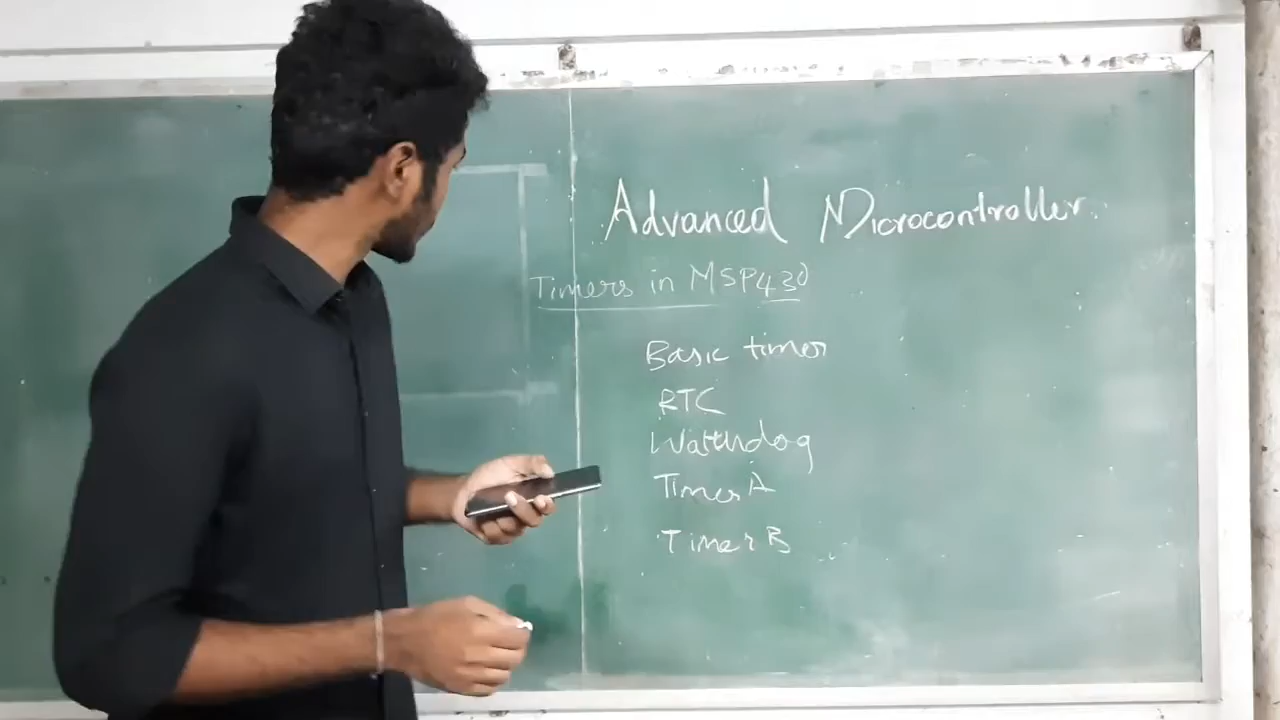 Advanced Microcontroller.
Timers in MSP430
Basic timer
RTC
Watchdog
Timer A
Timer B